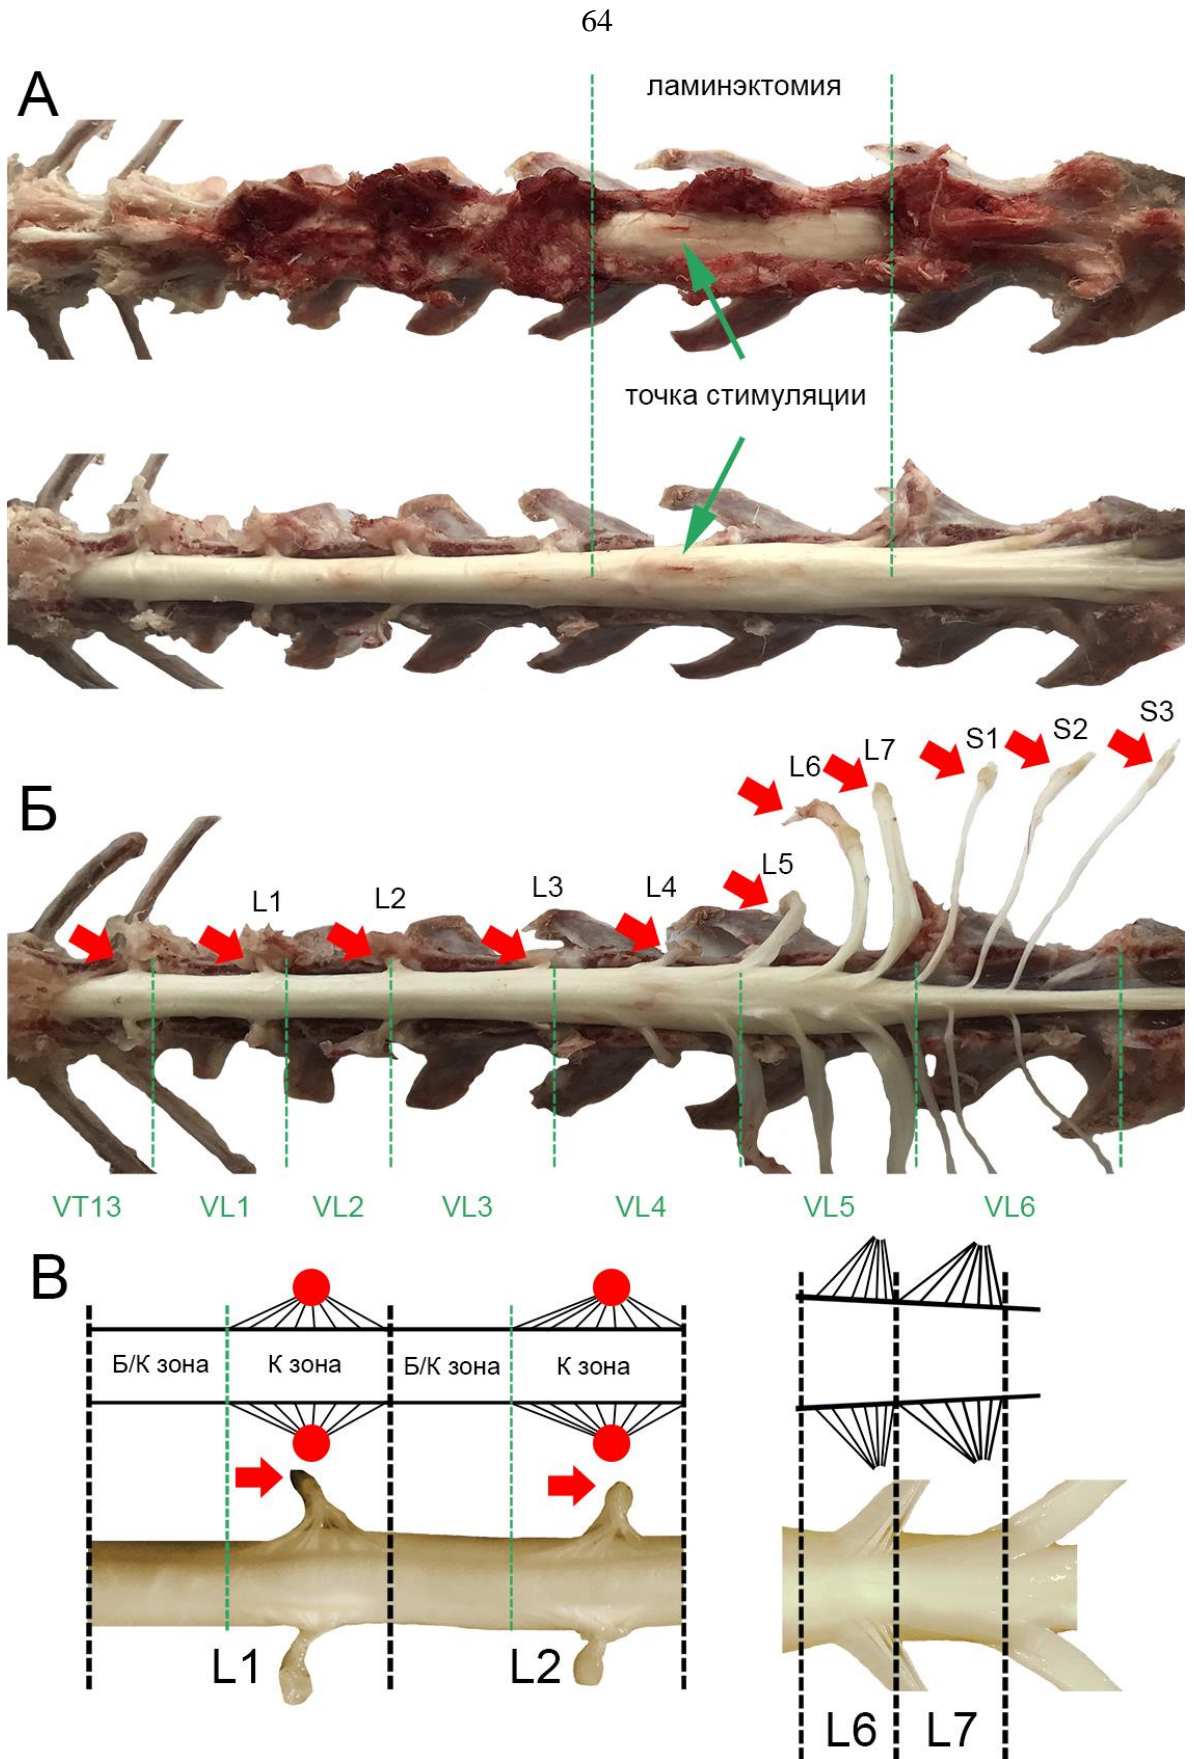 64
А
ламинэктомия
точка стимуляции
Б
L1
L2
L3
L4
L5
L6
L7
S1
S2
S3
VT13
VL1
VL2
VL3
VL4
VL5
VL6
В
Б/К зона
К зона
Б/К зона
К зона
L1
L2
L6
L7